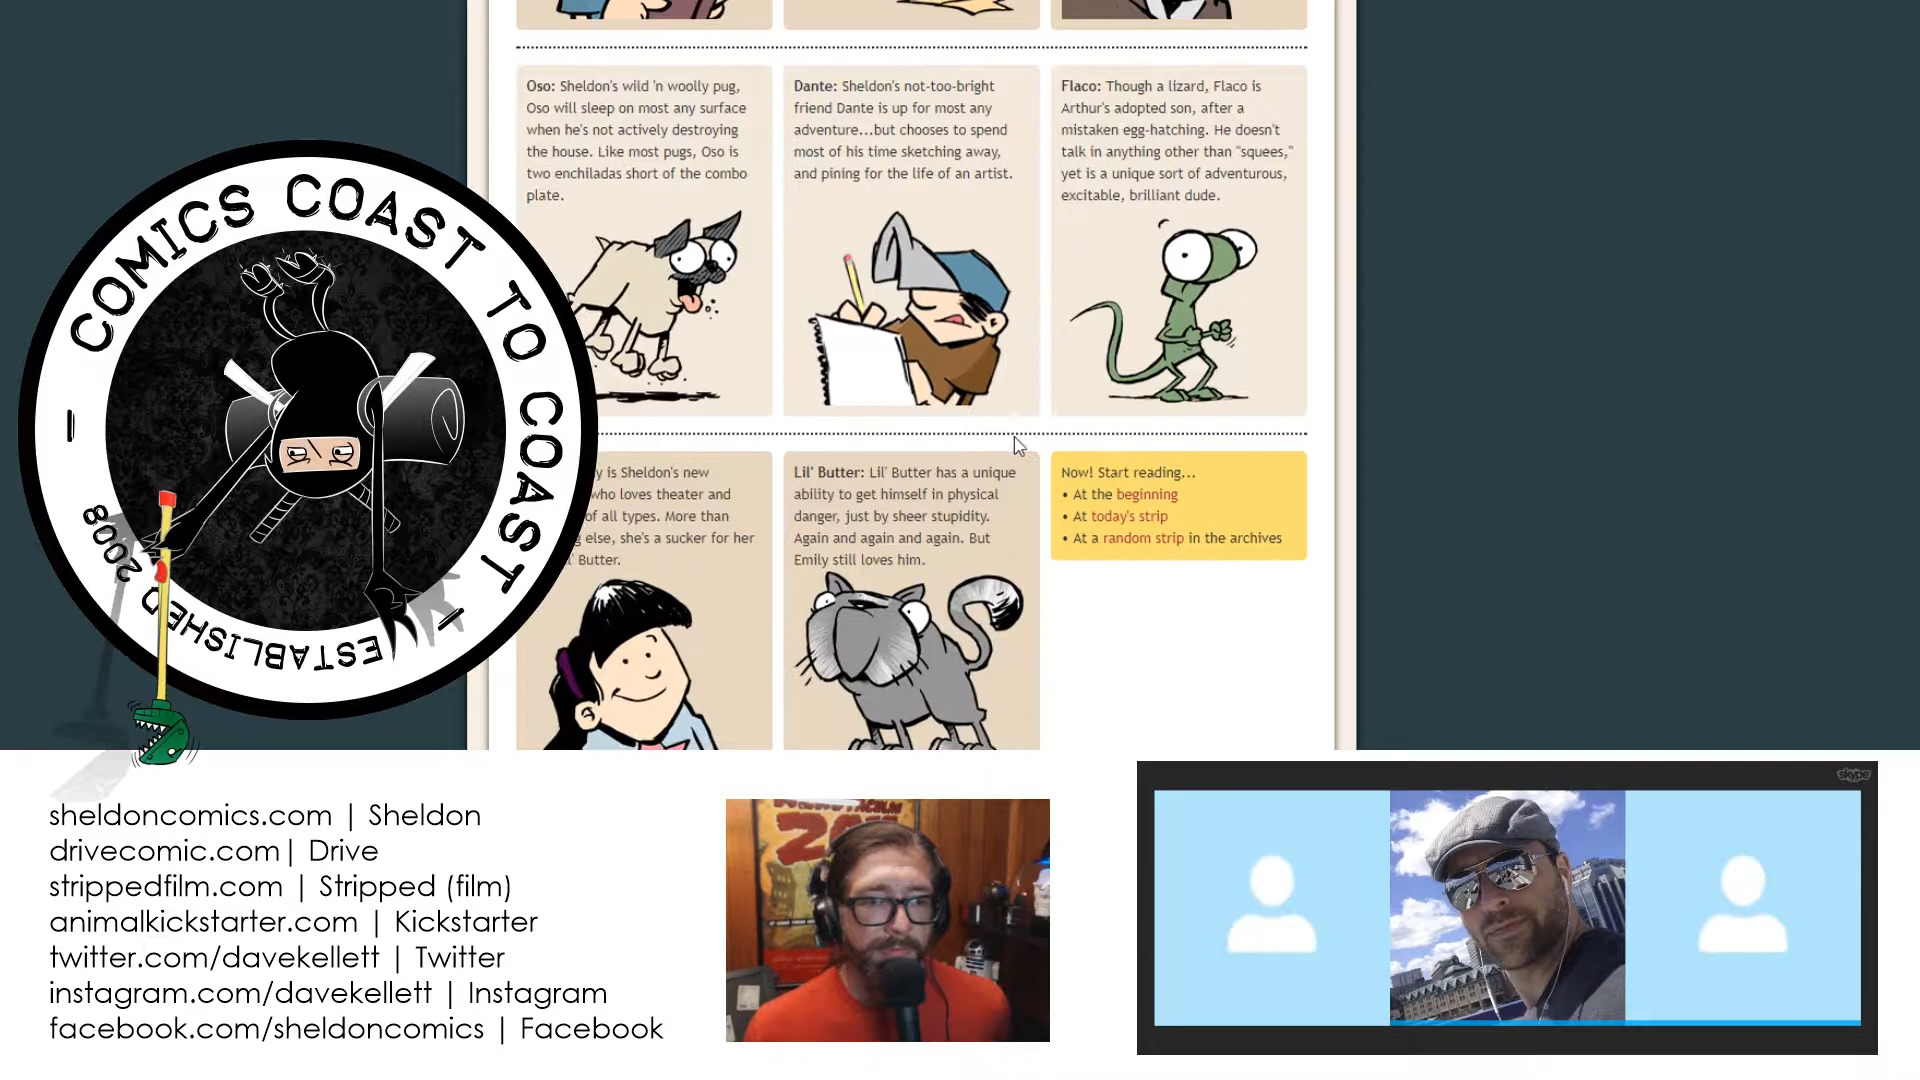 Oso: Sheldon's wild 'n woolly pug,
Oso will sleep on most any surface
when he's not actively destroying
the house. Like most pugs, Oso is
two enchiladas short of the combo
plate.
Dante: Sheldon's not-too-bright
friend Dante is up for most any
adventure...but chooses to spend
most of his time sketching away,
and pining for the life of an artist.
Flaco: Though a lizard, Flaco is
Arthur's adopted son, after a
mistaken egg-hatching. He doesn't
talk in anything other than "squees,"
yet is a unique sort of adventurous,
excitable, brilliant dude.
— COMICS COAST TO COAST —
ESTABLISHED 2008
y is Sheldon's new
who loves theater and
of all types. More than
else, she's a sucker for her
Butter.
Lil' Butter: Lil' Butter has a unique
ability to get himself in physical
danger, just by sheer stupidity.
Again and again and again. But
Emily still loves him.
Now! Start reading...
• At the beginning
• At today's strip
• At a random strip in the archives
sheldoncomics.com | Sheldon
drivecomic.com| Drive
strippedfilm.com | Stripped (film)
animalkickstarter.com | Kickstarter
twitter.com/davekellett | Twitter
instagram.com/davekellett | Instagram
facebook.com/sheldoncomics | Facebook
skype